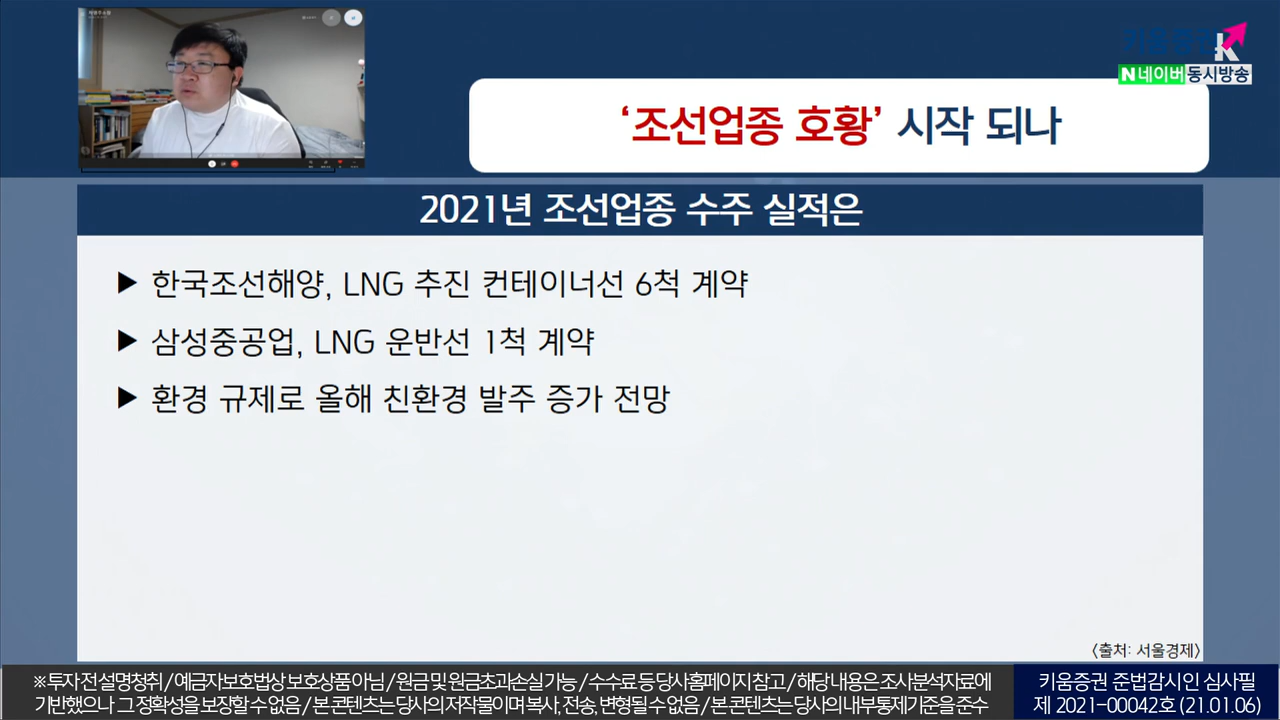 키움증권
N 네이버 동시방송
‘조선업종 호황’ 시작 되나
2021년 조선업종 수주 실적은
▶ 한국조선해양, LNG 추진 컨테이너선 6척 계약
▶ 삼성중공업, LNG 운반선 1척 계약
▶ 환경 규제로 올해 친환경 발주 증가 전망
<출처: 서울경제>
※ 투자 전 설명청취 / 예금자보호법상 보호상품 아님 / 원금 및 원금초과손실 가능 / 수수료 등 당사홈페이지 참고 / 해당 내용은 조사분석자료에
기반했으나 그 정확성을 보장할 수 없음 / 본 콘텐츠는 당사의 저작물이며 복사, 전송, 변형될 수 없음 / 본 콘텐츠는 당사의 내부통제기준을 준수
키움증권 준법감시인 심사필
제 2021-00042호 (21.01.06)